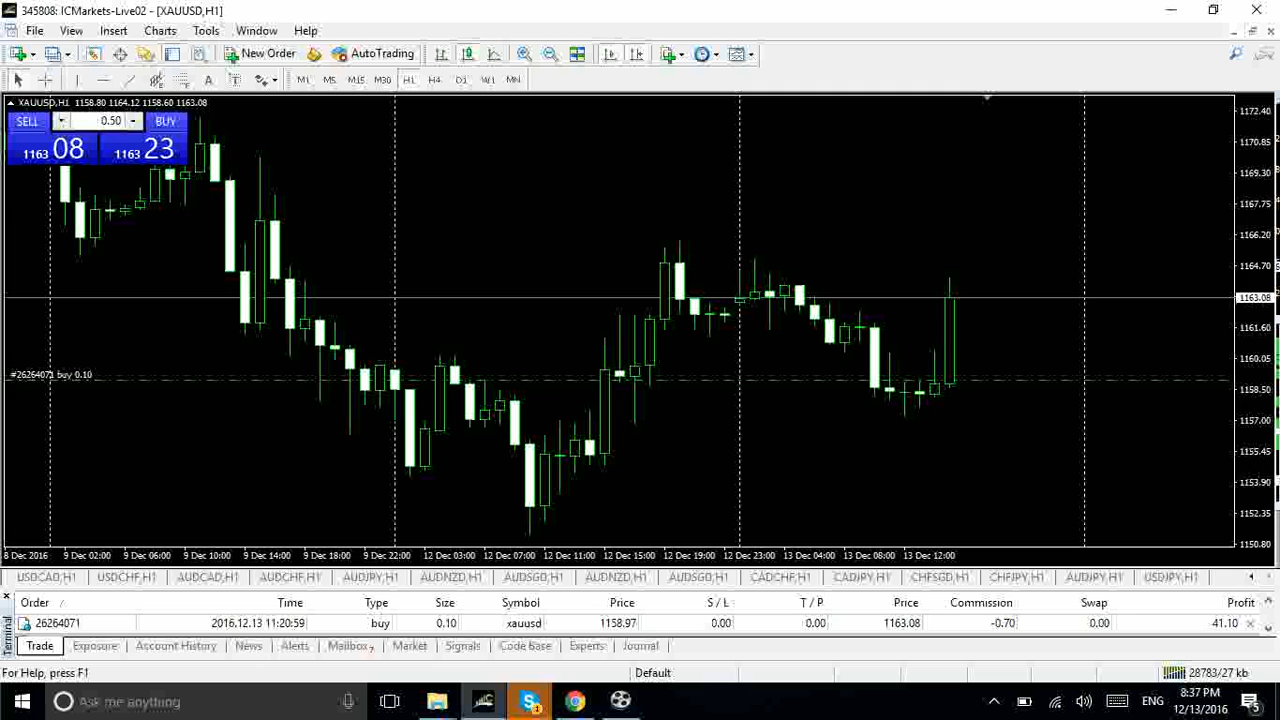 345808: ICMarkets-Live02 - [XAUUSD,H1]
File View Insert Charts Tools Window Help
New Order AutoTrading
A T M1 M5 M15 M30 H1 H4 D1 W1 MN
XAUUSD,H1 1158.80 1164.12 1158.60 1163.08
SELL 0.50 BUY
1163 08 1163 23
#26264071 buy 0.10
1172.40
1170.85
1169.30
1167.75
1166.20
1164.70
1163.08
1161.60
1160.05
1158.50
1157.00
1155.45
1153.90
1152.35
1150.80
8 Dec 2016 9 Dec 02:00 9 Dec 06:00 9 Dec 10:00 9 Dec 14:00 9 Dec 18:00 9 Dec 22:00 12 Dec 03:00 12 Dec 07:00 12 Dec 11:00 12 Dec 15:00 12 Dec 19:00 12 Dec 23:00 13 Dec 04:00 13 Dec 08:00 13 Dec 12:00
USDCAD,H1 USDCHF,H1 AUDCAD,H1 AUDCHF,H1 AUDJPY,H1 AUDNZD,H1 AUDSGD,H1 AUDNZD,H1 AUDSGD,H1 CADCHF,H1 CADJPY,H1 CHFSGD,H1 CHFJPY,H1 AUDJPY,H1 USDJPY,H1
Order Time Type Size Symbol Price S / L T / P Price Commission Swap Profit
26264071 2016.12.13 11:20:59 buy 0.10 xauusd 1158.97 0.00 0.00 1163.08 -0.70 0.00 41.10
Terminal
Trade Exposure Account History News Alerts Mailbox 7 Market Signals Code Base Experts Journal
For Help, press F1 Default 28783/27 kb
Ask me anything ENG 8:37 PM
12/13/2016 5